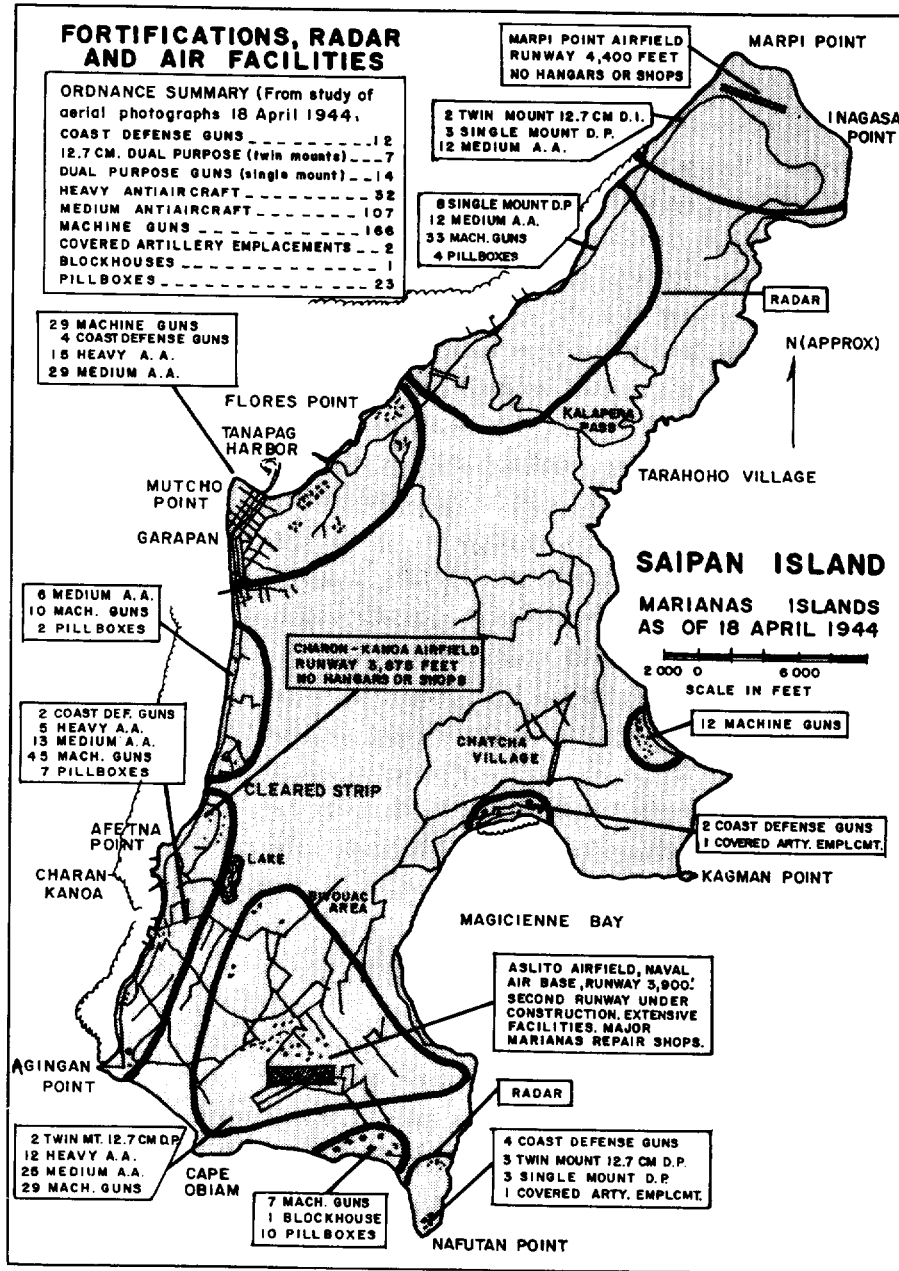 FORTIFICATIONS, RADAR
AND AIR FACILITIES
ORDNANCE SUMMARY (From study of
aerial photographs 18 April 1944.
COAST DEFENSE GUNS 12
12.7 CM. DUAL PURPOSE (twin mounts) 7
DUAL PURPOSE GUNS (single mount) 14
HEAVY ANTIAIRCRAFT 32
MEDIUM ANTIAIRCRAFT 107
MACHINE GUNS 166
COVERED ARTILLERY EMPLACEMENTS 2
BLOCKHOUSES 1
PILLBOXES 23
MARPI POINT AIRFIELD
RUNWAY 4,400 FEET
NO HANGARS OR SHOPS
MARPI POINT
INAGASA
POINT
2 TWIN MOUNT 12.7 CM D.I.
3 SINGLE MOUNT D.P.
12 MEDIUM A.A.
8 SINGLE MOUNT D.P
12 MEDIUM A.A.
33 MACH. GUNS
4 PILLBOXES
RADAR
29 MACHINE GUNS
4 COAST DEFENSE GUNS
15 HEAVY A.A.
29 MEDIUM A.A.
N (APPROX)
FLORES POINT
TANAPAG
HARBOR
KALAPERA
PASS
TARAHOHO VILLAGE
MUTCHO
POINT
GARAPAN
SAIPAN ISLAND
MARIANAS ISLANDS
AS OF 18 APRIL 1944
2 000 0 6 000
SCALE IN FEET
6 MEDIUM A.A.
10 MACH. GUNS
2 PILLBOXES
CHARON-KANOA AIRFIELD
RUNWAY 3,875 FEET
NO HANGARS OR SHOPS
2 COAST DEF. GUNS
5 HEAVY A.A.
13 MEDIUM A.A.
45 MACH. GUNS
7 PILLBOXES
12 MACHINE GUNS
CHATCHA
VILLAGE
CLEARED STRIP
AFETNA
POINT
2 COAST DEFENSE GUNS
1 COVERED ARTY. EMPLCMT.
LAKE
CHARAN
KANOA
KAGMAN POINT
BIVOUAC
AREA
MAGICIENNE BAY
ASLITO AIRFIELD, NAVAL
AIR BASE, RUNWAY 3,900.'
SECOND RUNWAY UNDER
CONSTRUCTION. EXTENSIVE
FACILITIES. MAJOR
MARIANAS REPAIR SHOPS.
AGINGAN
POINT
RADAR
2 TWIN MT. 12.7 CM D.P
12 HEAVY A.A.
25 MEDIUM A.A.
29 MACH. GUNS
CAPE
OBIAM
4 COAST DEFENSE GUNS
3 TWIN MOUNT 12.7 CM D.P.
3 SINGLE MOUNT D.P.
1 COVERED ARTY. EMPLCMT.
7 MACH. GUNS
1 BLOCKHOUSE
10 PILLBOXES
NAFUTAN POINT